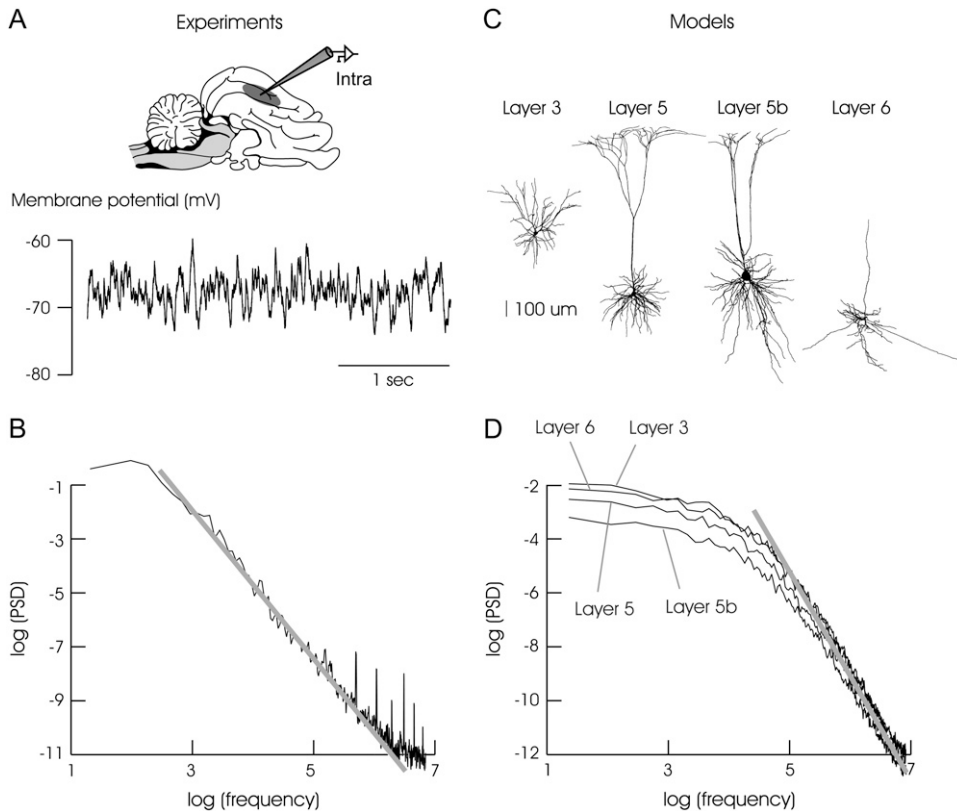 A
Experiments
Intra
Membrane potential (mV)
-60
-70
-80
1 sec
B
log (PSD)
-1
-3
-5
-7
-9
-11
1
3
5
7
log (frequency)
C
Models
Layer 3
Layer 5
Layer 5b
Layer 6
100 um
D
Layer 6
Layer 3
Layer 5
Layer 5b
log (PSD)
-2
-4
-6
-8
-10
-12
1
3
5
7
log (frequency)